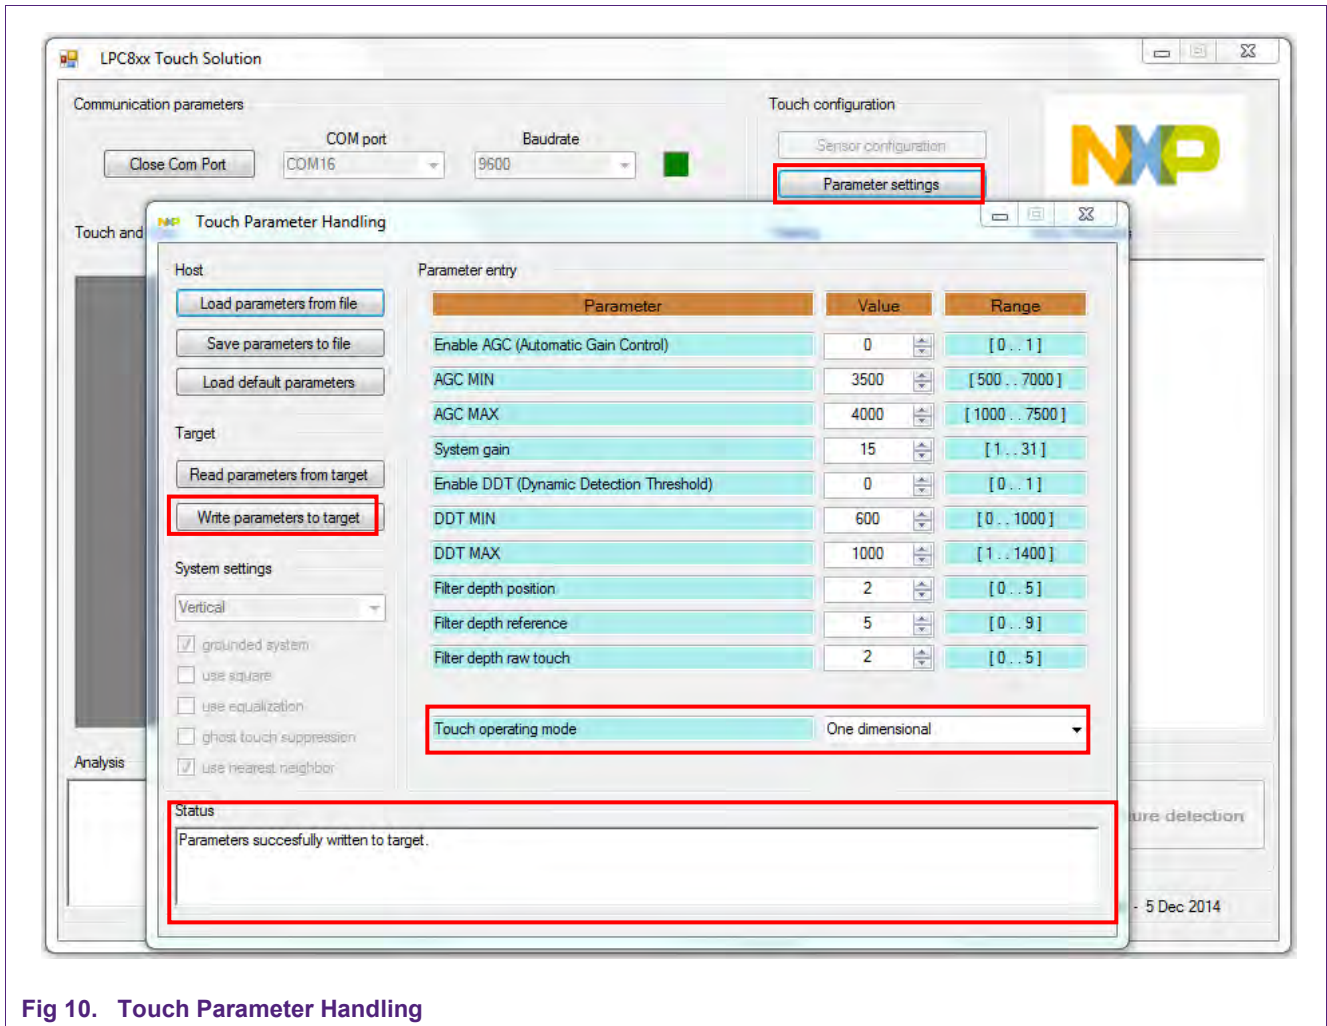 LPC8xx Touch Solution
Communication parameters
Touch configuration
COM port
Baudrate
Close Com Port
COM16
9600
Sensor configuration
Parameter settings
NXP
Touch and
NXP Touch Parameter Handling
Host
Parameter entry
Load parameters from file
Parameter Value Range
Save parameters to file
Enable AGC (Automatic Gain Control) 0 [ 0 . . 1 ]
Load default parameters
AGC MIN 3500 [ 500 . . 7000 ]
AGC MAX 4000 [ 1000 . . 7500 ]
Target
System gain 15 [ 1 . . 31 ]
Read parameters from target
Enable DDT (Dynamic Detection Threshold) 0 [ 0 . . 1 ]
Write parameters to target
DDT MIN 600 [ 0 . . 1000 ]
DDT MAX 1000 [ 1 . . 1400 ]
System settings
Filter depth position 2 [ 0 . . 5 ]
Vertical
Filter depth reference 5 [ 0 . . 9 ]
grounded system
Filter depth raw touch 2 [ 0 . . 5 ]
use square
use equalization
Touch operating mode One dimensional
ghost touch suppression
Analysis
use nearest neighbor
Status
Parameters succesfully written to target.
ure detection
- 5 Dec 2014
Fig 10. Touch Parameter Handling